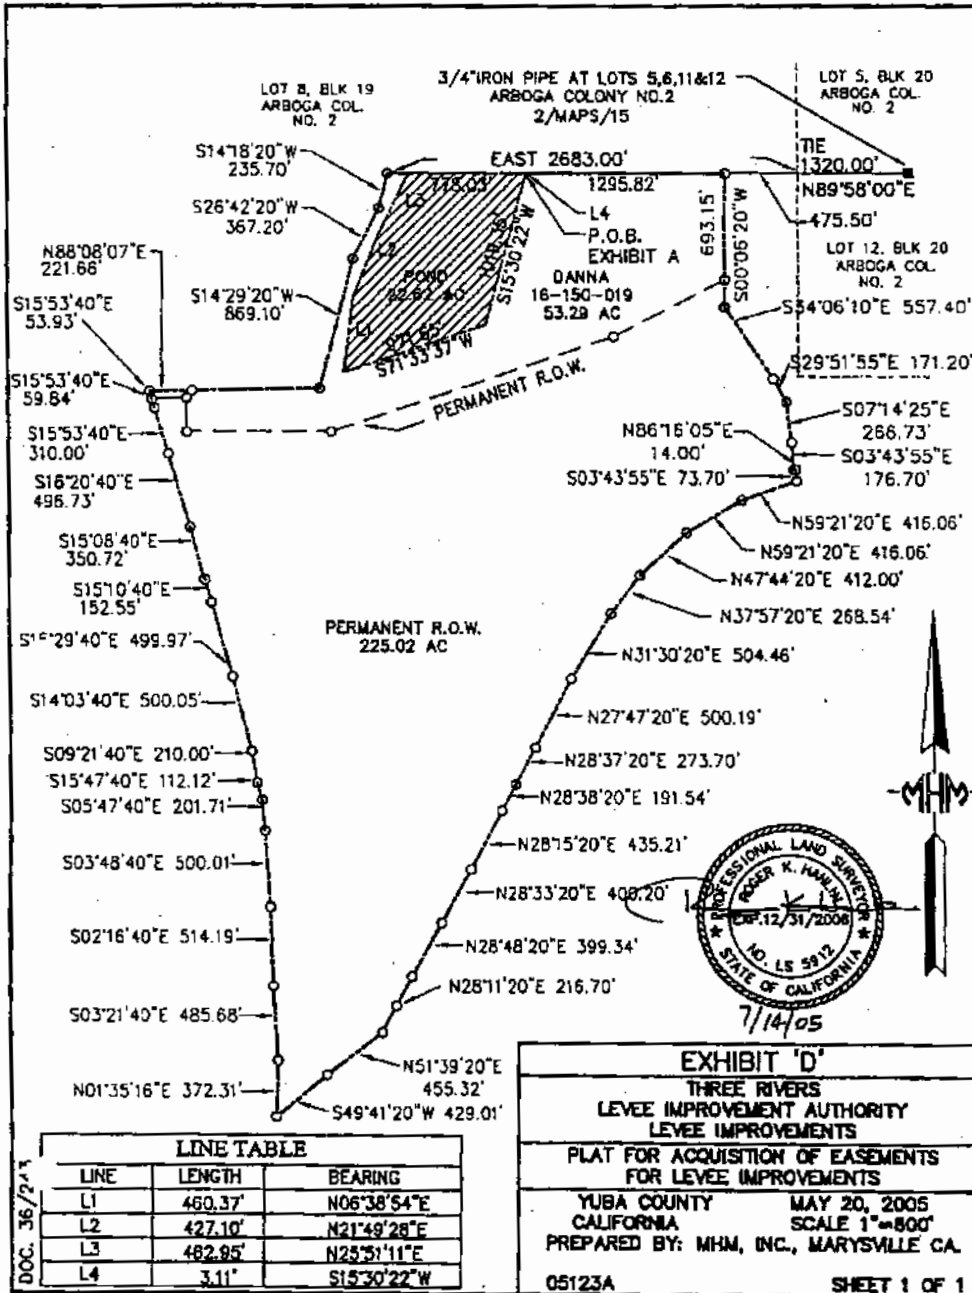 LOT 8, BLK 19
ARBOGA COL.
NO. 2
3/4"IRON PIPE AT LOTS 5,6,11&12
ARBOGA COLONY NO.2
2/MAPS/15
LOT 5, BLK 20
ARBOGA COL.
NO. 2
S14°18'20"W
235.70'
EAST 2683.00'
TIE
1320.00'
1295.82'
N89°58'00"E
475.50'
S26°42'20"W
367.20'
L3
L4
P.O.B.
EXHIBIT A
693.15'
S00°06'20"W
S15°30'22"W
N88°08'07"E
221.68'
L2
LOT 12, BLK 20
ARBOGA COL.
NO. 2
POND
DANNA
16-150-019
53.29 AC
S14°29'20"W
869.10'
S15°53'40"E
53.93'
S34°06'10"E 557.40'
L1
S71°33'37"W
PERMANENT R.O.W.
S29°51'55"E 171.20'
S15°53'40"E
59.84'
S07°14'25"E
266.73'
S15°53'40"E
310.00'
N86°16'05"E
14.00'
S03°43'55"E
176.70'
S03°43'55"E 73.70'
S16°20'40"E
496.73'
N59°21'20"E 416.06'
S15°08'40"E
350.72'
N59°21'20"E 416.06'
N47°44'20"E 412.00'
S15°10'40"E
152.55'
N37°57'20"E 268.54'
PERMANENT R.O.W.
225.02 AC
29'40"E 499.97'
N31°30'20"E 504.46'
S14°03'40"E 500.05'
N27°47'20"E 500.19'
S09°21'40"E 210.00'
N28°37'20"E 273.70'
S15°47'40"E 112.12'
N28°38'20"E 191.54'
S05°47'40"E 201.71'
N28°15'20"E 435.21'
S03°48'40"E 500.01'
N28°33'20"E 400.20'
S02°16'40"E 514.19'
N28°48'20"E 399.34'
N28°11'20"E 216.70'
S03°21'40"E 485.68'
N51°39'20"E
455.32'
N01°35'16"E 372.31'
S49°41'20"W 429.01'
MHM
PROFESSIONAL LAND SURVEYOR
ROGER K. HANLIN
EXP.12/31/2006
NO. LS 5912
STATE OF CALIFORNIA
7/14/05
LINE TABLE
LINE LENGTH BEARING
L1 460.37' N06°38'54"E
L2 427.10' N21°49'28"E
L3 462.95' N25°51'11"E
L4 3.11' S15°30'22"W
DOC. 36/
EXHIBIT 'D'
THREE RIVERS
LEVEE IMPROVEMENT AUTHORITY
LEVEE IMPROVEMENTS
PLAT FOR ACQUISITION OF EASEMENTS
FOR LEVEE IMPROVEMENTS
YUBA COUNTY MAY 20, 2005
CALIFORNIA SCALE 1"=800'
PREPARED BY: MHM, INC., MARYSVILLE CA.
05123A SHEET 1 OF 1